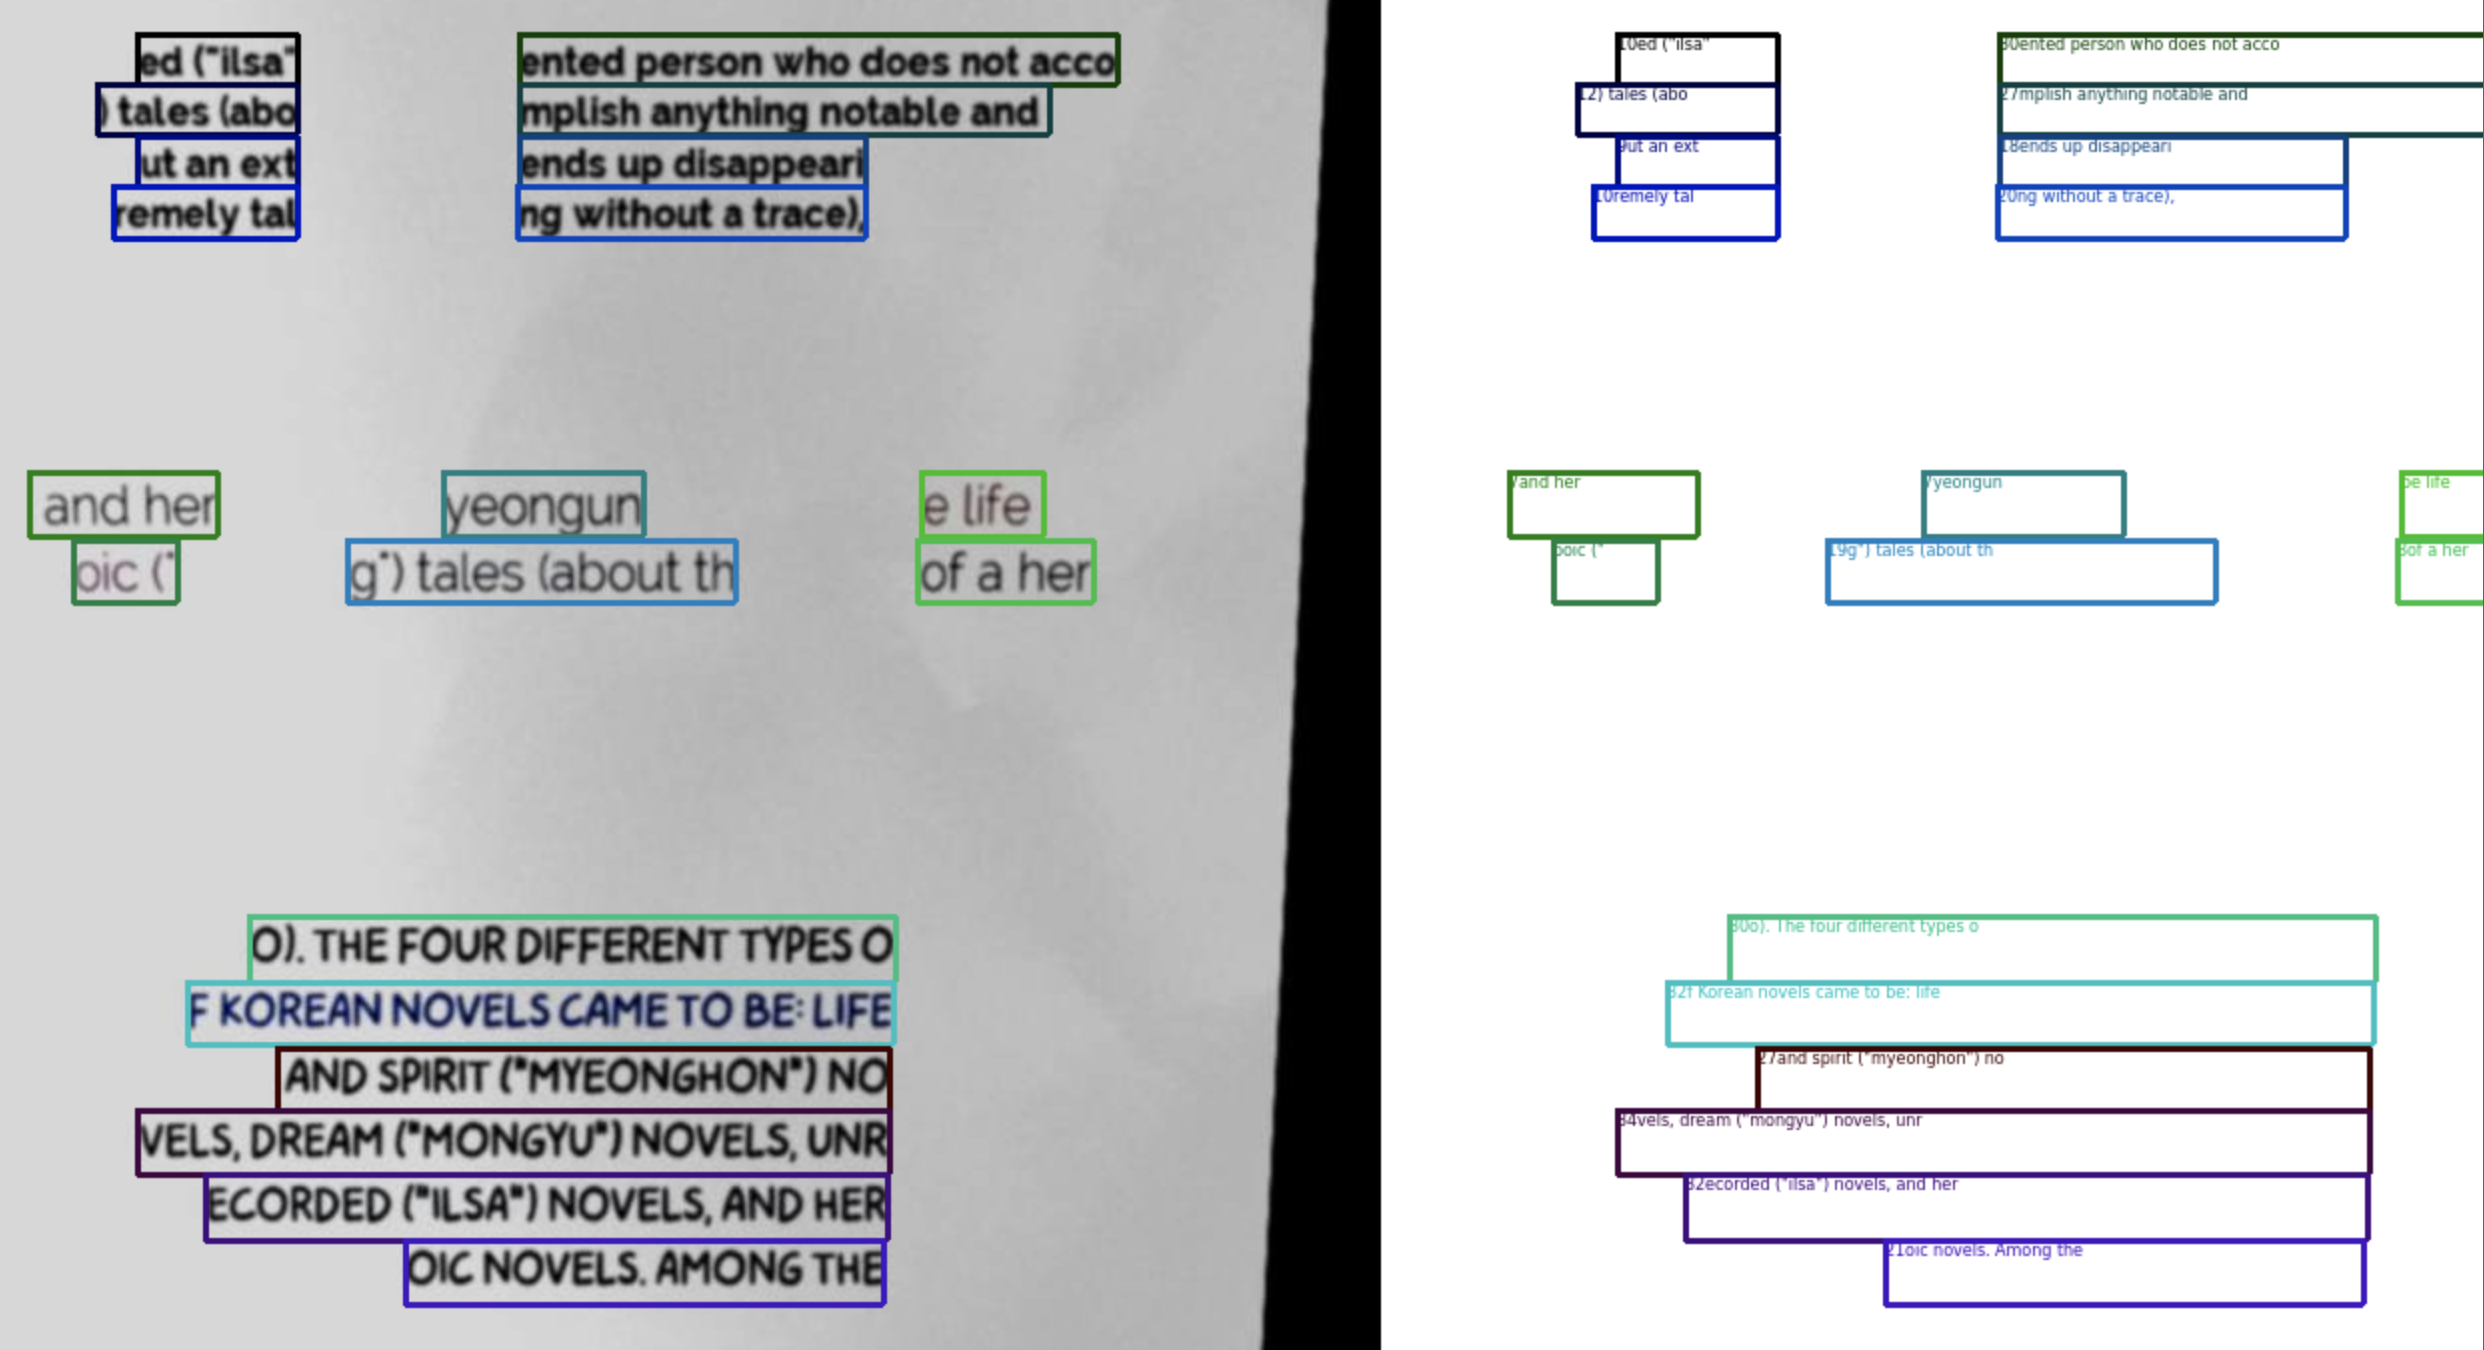 ed ("ilsa"
) tales (abo
ut an ext
remely tal
ented person who does not acco
mplish anything notable and
ends up disappeari
ng without a trace),
and her
oic ("
yeongun
g") tales (about th
e life
of a her
O). THE FOUR DIFFERENT TYPES O
F KOREAN NOVELS CAME TO BE: LIFE
AND SPIRIT ("MYEONGHON") NO
VELS, DREAM ("MONGYU") NOVELS, UNR
ECORDED ("ILSA") NOVELS, AND HER
OIC NOVELS. AMONG THE
10ed ("ilsa"
12) tales (abo
9ut an ext
10remely tal
30ented person who does not acco
27mplish anything notable and
18ends up disappeari
20ng without a trace),
7and her
5oic ("
7yeongun
19g") tales (about th
6e life
8of a her
30o). The four different types o
32f Korean novels came to be: life
27and spirit ("myeonghon") no
34vels, dream ("mongyu") novels, unr
32ecorded ("ilsa") novels, and her
21oic novels. Among the